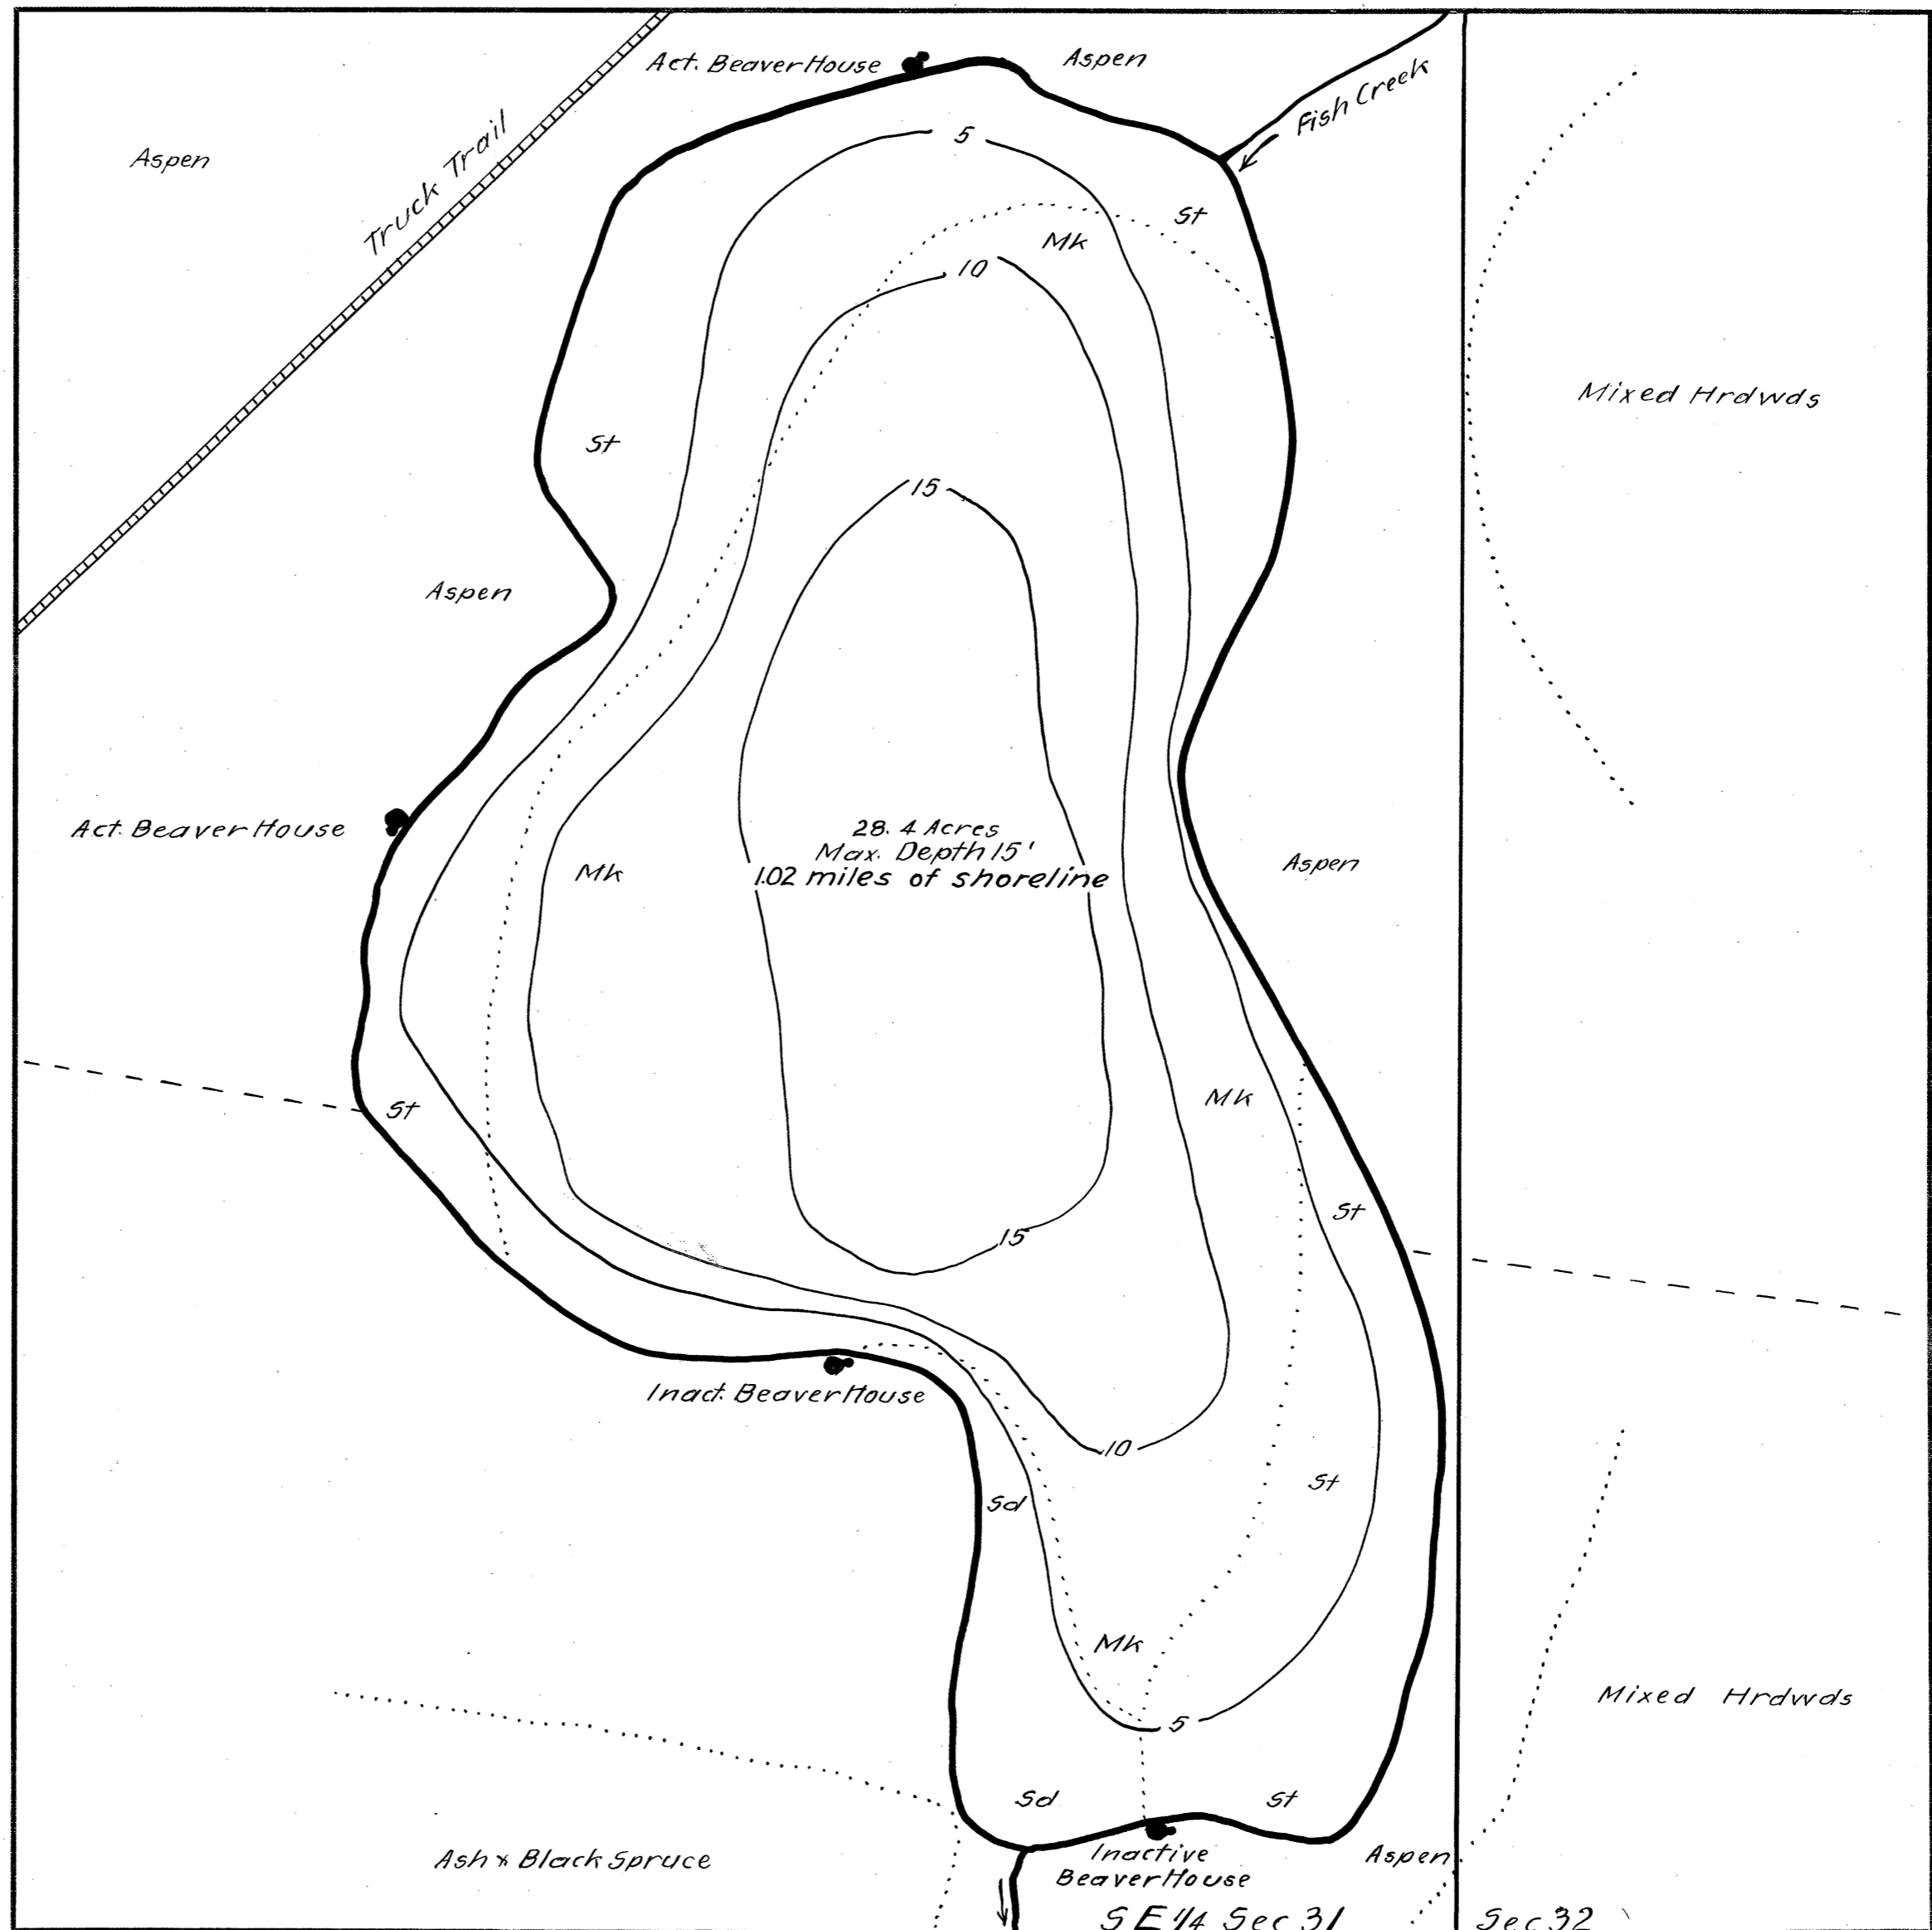 Act. Beaver House
Aspen
Fish Creek
Aspen
Truck Trail
5
St
Mk
10
Mixed Hrdwds
St
15
Aspen
Act. Beaver House
28.4 Acres
Max. Depth 15'
1.02 miles of shoreline
Mk
Aspen
Mk
St
St
15
Inact. Beaver House
10
St
Sd
Mk
Mixed Hrdwds
5
Sd
St
Ash & Black Spruce
Inactive
Beaver House
Aspen
SE 1/4 Sec 31
Sec 32